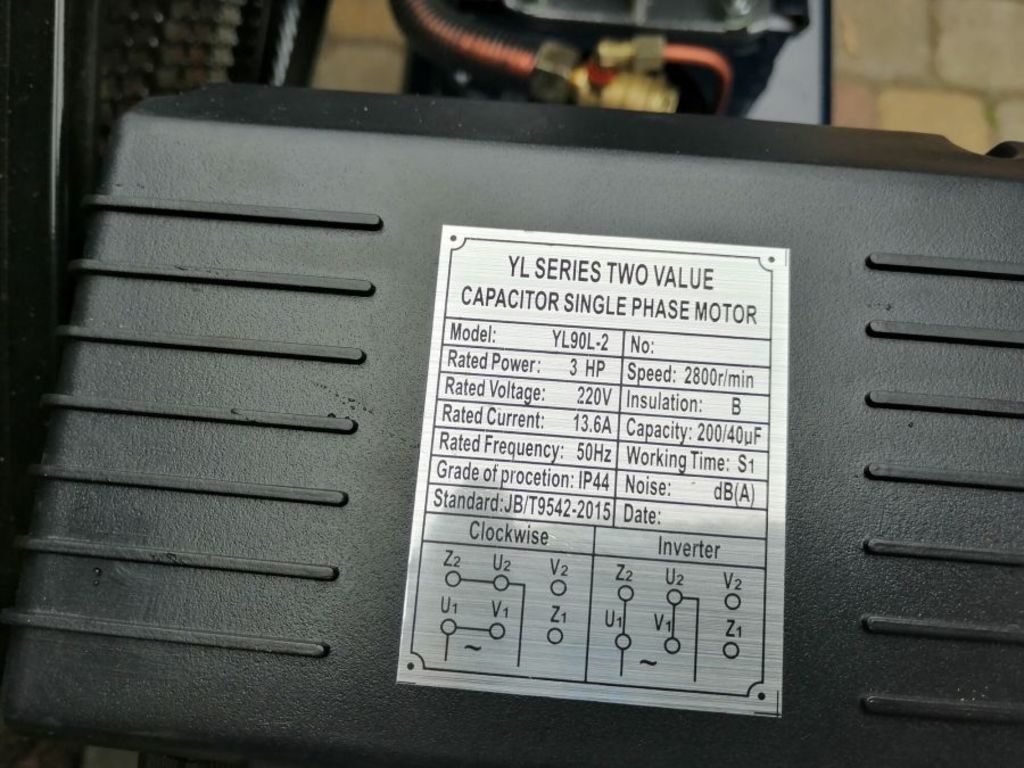 YL SERIES TWO VALUE
CAPACITOR SINGLE PHASE MOTOR
Model: YL90L-2 No:
Rated Power: 3 HP Speed: 2800r/min
Rated Voltage: 220V Insulation: B
Rated Current: 13.6A Capacity: 200/40μF
Rated Frequency: 50Hz Working Time: S1
Grade of procetion: IP44 Noise: dB(A)
Standard:JB/T9542-2015 Date:
Clockwise Inverter
Z2 U2 V2 Z2 U2 V2
U1 V1 Z1 U1 V1 Z1
~ ~